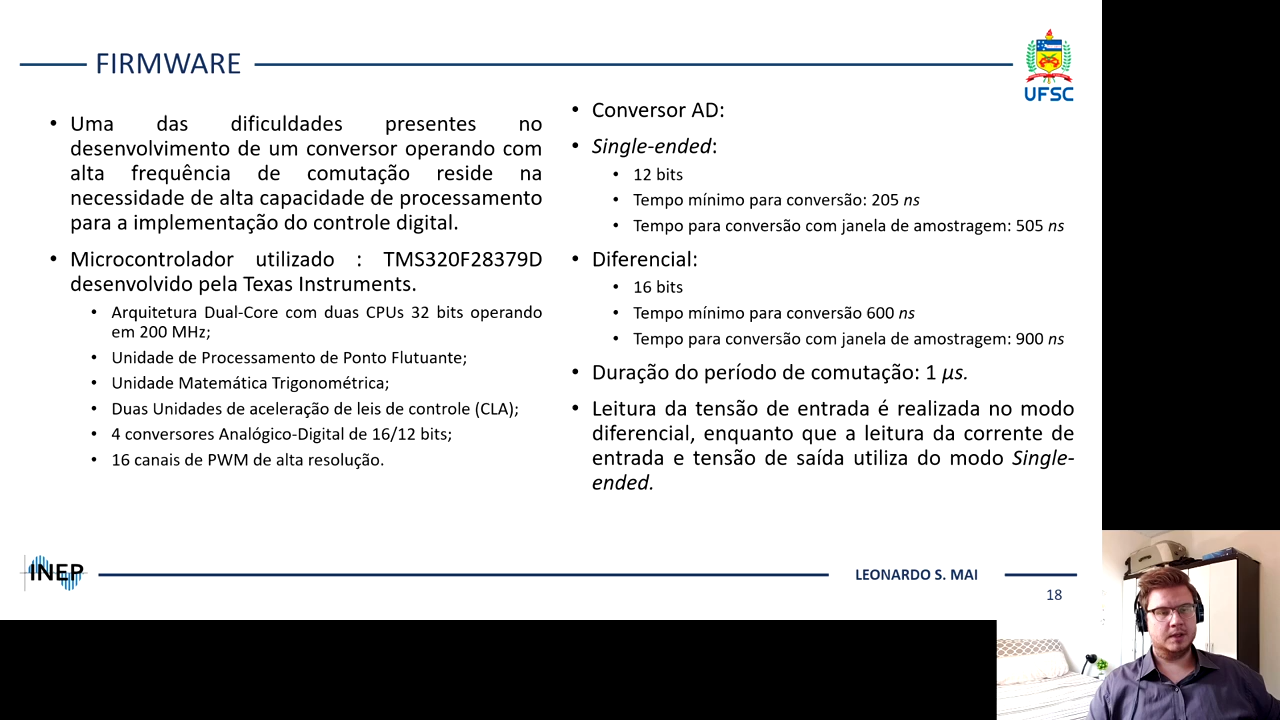 FIRMWARE
UFSC
• Uma das dificuldades presentes no
desenvolvimento de um conversor operando com
alta frequência de comutação reside na
necessidade de alta capacidade de processamento
para a implementação do controle digital.
• Microcontrolador utilizado : TMS320F28379D
desenvolvido pela Texas Instruments.
• Arquitetura Dual-Core com duas CPUs 32 bits operando
em 200 MHz;
• Unidade de Processamento de Ponto Flutuante;
• Unidade Matemática Trigonométrica;
• Duas Unidades de aceleração de leis de controle (CLA);
• 4 conversores Analógico-Digital de 16/12 bits;
• 16 canais de PWM de alta resolução.
• Conversor AD:
• Single-ended:
• 12 bits
• Tempo mínimo para conversão: 205 ns
• Tempo para conversão com janela de amostragem: 505 ns
• Diferencial:
• 16 bits
• Tempo mínimo para conversão 600 ns
• Tempo para conversão com janela de amostragem: 900 ns
• Duração do período de comutação: 1 μs.
• Leitura da tensão de entrada é realizada no modo
diferencial, enquanto que a leitura da corrente de
entrada e tensão de saída utiliza do modo Single-
ended.
INEP
LEONARDO S. MAI
18